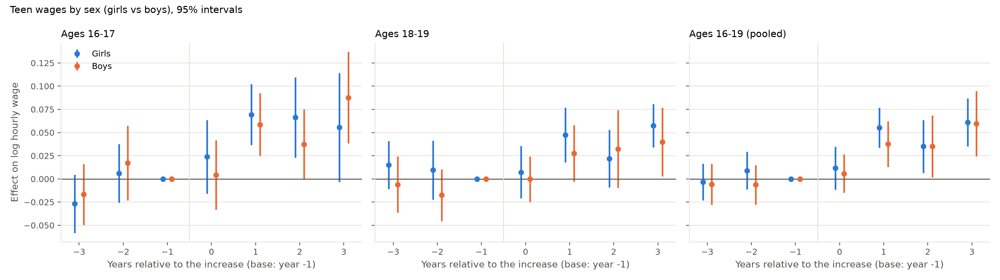 Teen wages by sex (girls vs boys), 95% intervals
Ages 16-17
Girls
Boys
Effect on log hourly wage
0.125
0.100
0.075
0.050
0.025
0.000
−0.025
−0.050
−3 −2 −1 0 1 2 3
Years relative to the increase (base: year -1)
Ages 18-19
−3 −2 −1 0 1 2 3
Years relative to the increase (base: year -1)
Ages 16-19 (pooled)
−3 −2 −1 0 1 2 3
Years relative to the increase (base: year -1)